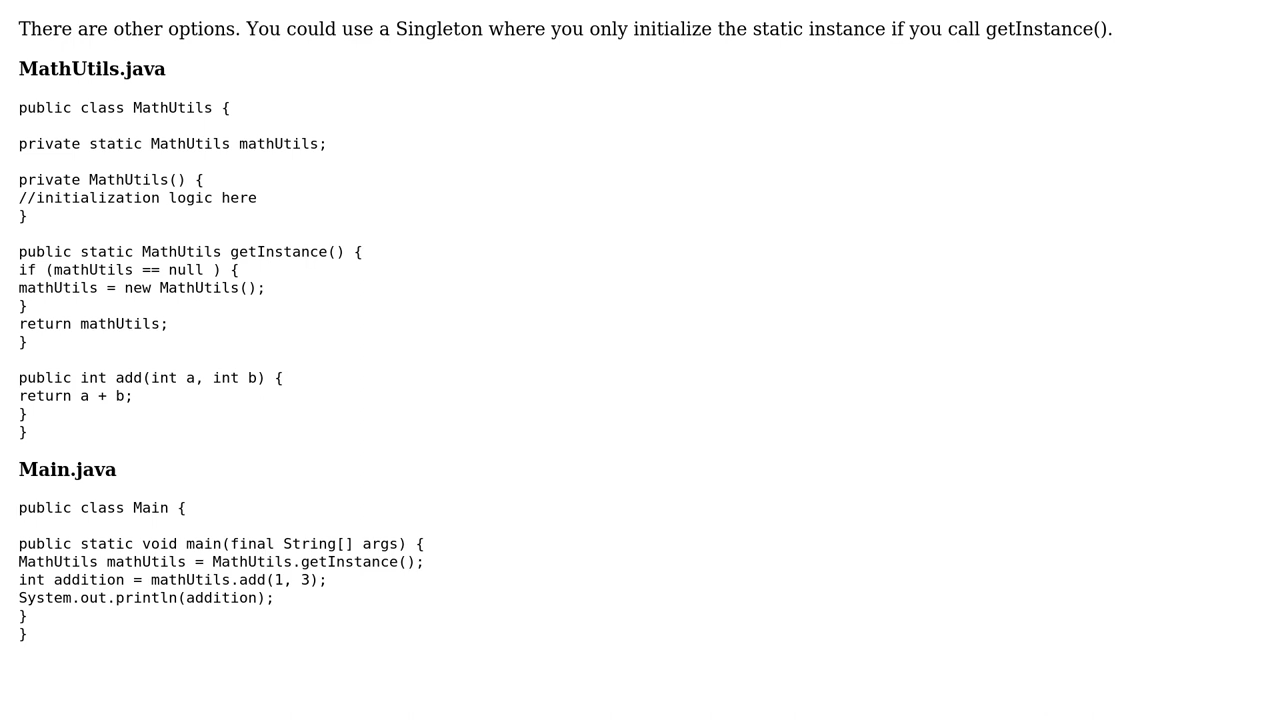 There are other options. You could use a Singleton where you only initialize the static instance if you call getInstance().
MathUtils.java
public class MathUtils {
private static MathUtils mathUtils;
private MathUtils() {
//initialization logic here
}
public static MathUtils getInstance() {
if (mathUtils == null ) {
mathUtils = new MathUtils();
}
return mathUtils;
}
public int add(int a, int b) {
return a + b;
}
}
Main.java
public class Main {
public static void main(final String[] args) {
MathUtils mathUtils = MathUtils.getInstance();
int addition = mathUtils.add(1, 3);
System.out.println(addition);
}
}